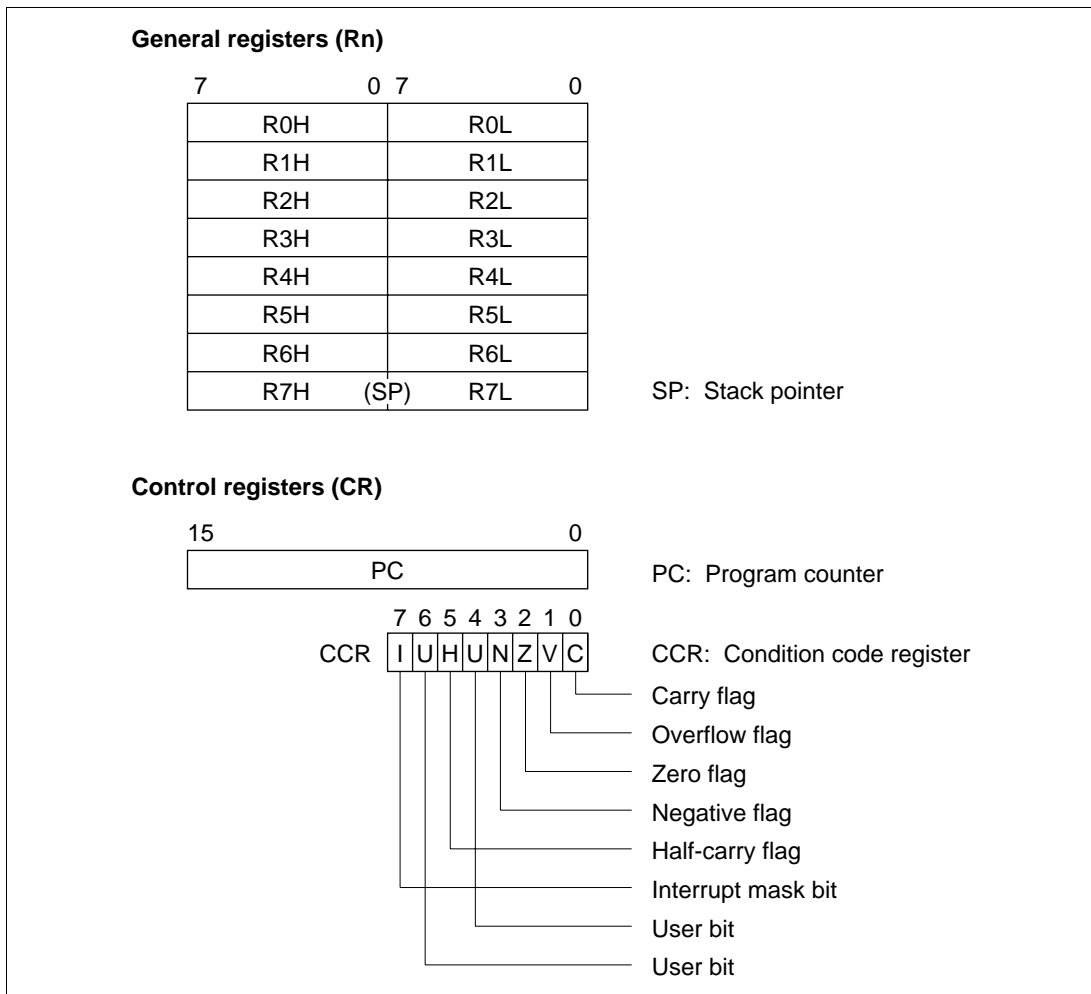 General registers (Rn)
7 0 7 0
R0H R0L
R1H R1L
R2H R2L
R3H R3L
R4H R4L
R5H R5L
R6H R6L
R7H (SP) R7L SP: Stack pointer
Control registers (CR)
15 0
PC PC: Program counter
7 6 5 4 3 2 1 0
CCR I U H U N Z V C CCR: Condition code register
Carry flag
Overflow flag
Zero flag
Negative flag
Half-carry flag
Interrupt mask bit
User bit
User bit